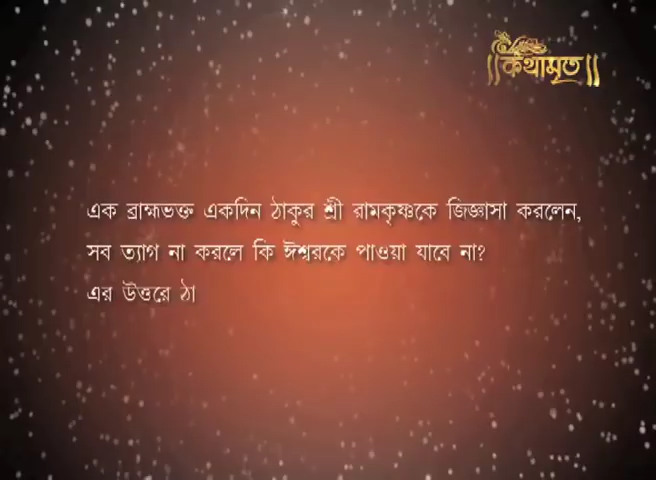 ।।কথামৃত।।
এক ব্রাহ্মভক্ত একদিন ঠাকুর শ্রী রামকৃষ্ণকে জিজ্ঞাসা করলেন,
সব ত্যাগ না করলে কি ঈশ্বরকে পাওয়া যাবে না?
এর উত্তরে ঠা